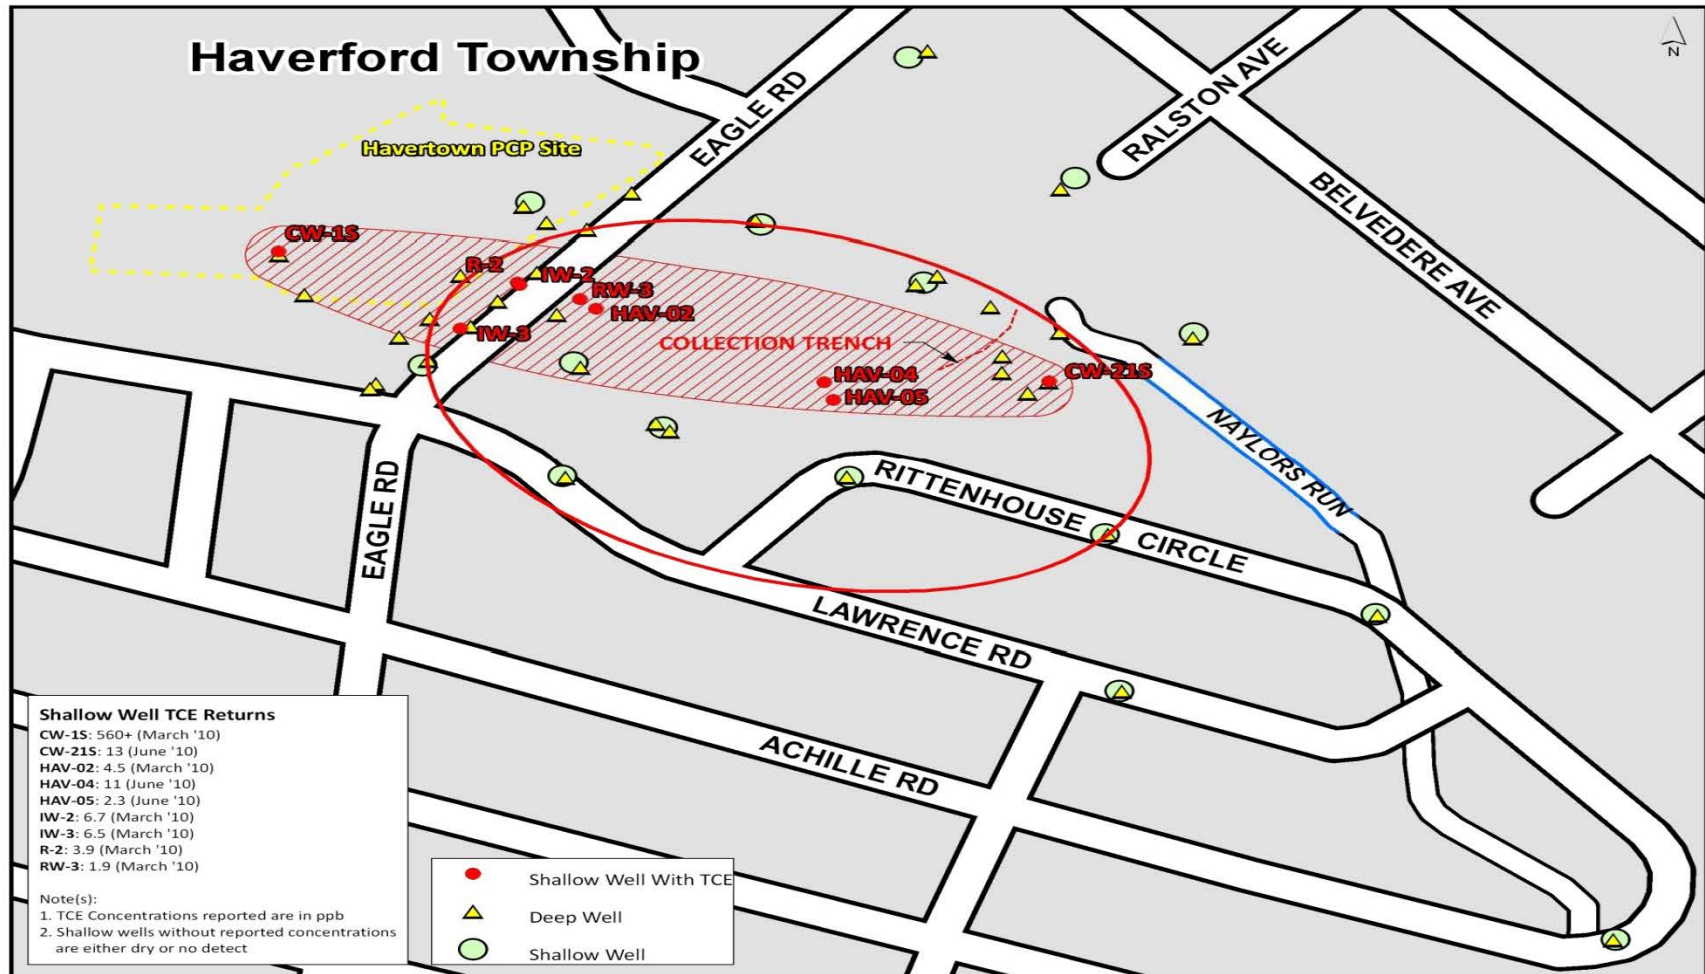 Haverford Township
N
EAGLE RD
RALSTON AVE
BELVEDERE AVE
Havertown PCP Site
CW-1S
R-2
IW-2
RW-3
HAV-02
IW-3
COLLECTION TRENCH
HAV-04
HAV-05
CW-21S
NAYLORS RUN
RITTENHOUSE CIRCLE
EAGLE RD
LAWRENCE RD
ACHILLE RD
Shallow Well TCE Returns
CW-1S: 560+ (March '10)
CW-21S: 13 (June '10)
HAV-02: 4.5 (March '10)
HAV-04: 11 (June '10)
HAV-05: 2.3 (June '10)
IW-2: 6.7 (March '10)
IW-3: 6.5 (March '10)
R-2: 3.9 (March '10)
RW-3: 1.9 (March '10)
Note(s):
1. TCE Concentrations reported are in ppb
2. Shallow wells without reported concentrations
are either dry or no detect
Shallow Well With TCE
Deep Well
Shallow Well